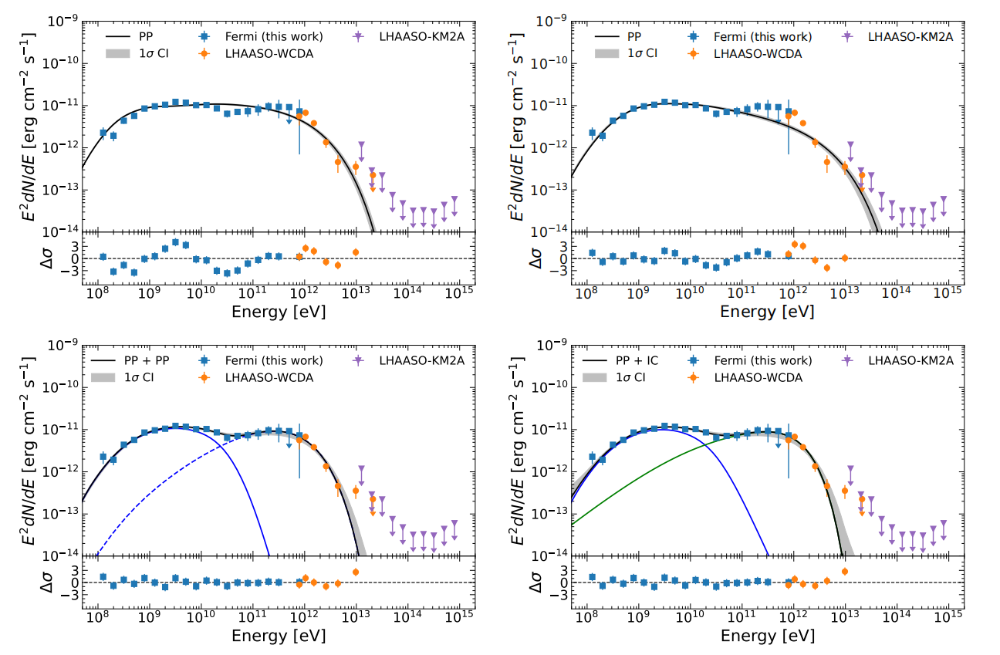 10⁻⁹
10⁻¹⁰
10⁻¹¹
10⁻¹²
10⁻¹³
10⁻¹⁴
E²dN/dE [erg cm⁻² s⁻¹]
PP
1σ CI
Fermi (this work)
LHAASO-WCDA
LHAASO-KM2A
3
0
−3
Δσ
10⁸ 10⁹ 10¹⁰ 10¹¹ 10¹² 10¹³ 10¹⁴ 10¹⁵
Energy [eV]
10⁻⁹
10⁻¹⁰
10⁻¹¹
10⁻¹²
10⁻¹³
10⁻¹⁴
E²dN/dE [erg cm⁻² s⁻¹]
PP
1σ CI
Fermi (this work)
LHAASO-WCDA
LHAASO-KM2A
3
0
−3
Δσ
10⁸ 10⁹ 10¹⁰ 10¹¹ 10¹² 10¹³ 10¹⁴ 10¹⁵
Energy [eV]
10⁻⁹
10⁻¹⁰
10⁻¹¹
10⁻¹²
10⁻¹³
10⁻¹⁴
E²dN/dE [erg cm⁻² s⁻¹]
PP + PP
1σ CI
Fermi (this work)
LHAASO-WCDA
LHAASO-KM2A
3
0
−3
Δσ
10⁸ 10⁹ 10¹⁰ 10¹¹ 10¹² 10¹³ 10¹⁴ 10¹⁵
Energy [eV]
10⁻⁹
10⁻¹⁰
10⁻¹¹
10⁻¹²
10⁻¹³
10⁻¹⁴
E²dN/dE [erg cm⁻² s⁻¹]
PP + IC
1σ CI
Fermi (this work)
LHAASO-WCDA
LHAASO-KM2A
3
0
−3
Δσ
10⁸ 10⁹ 10¹⁰ 10¹¹ 10¹² 10¹³ 10¹⁴ 10¹⁵
Energy [eV]